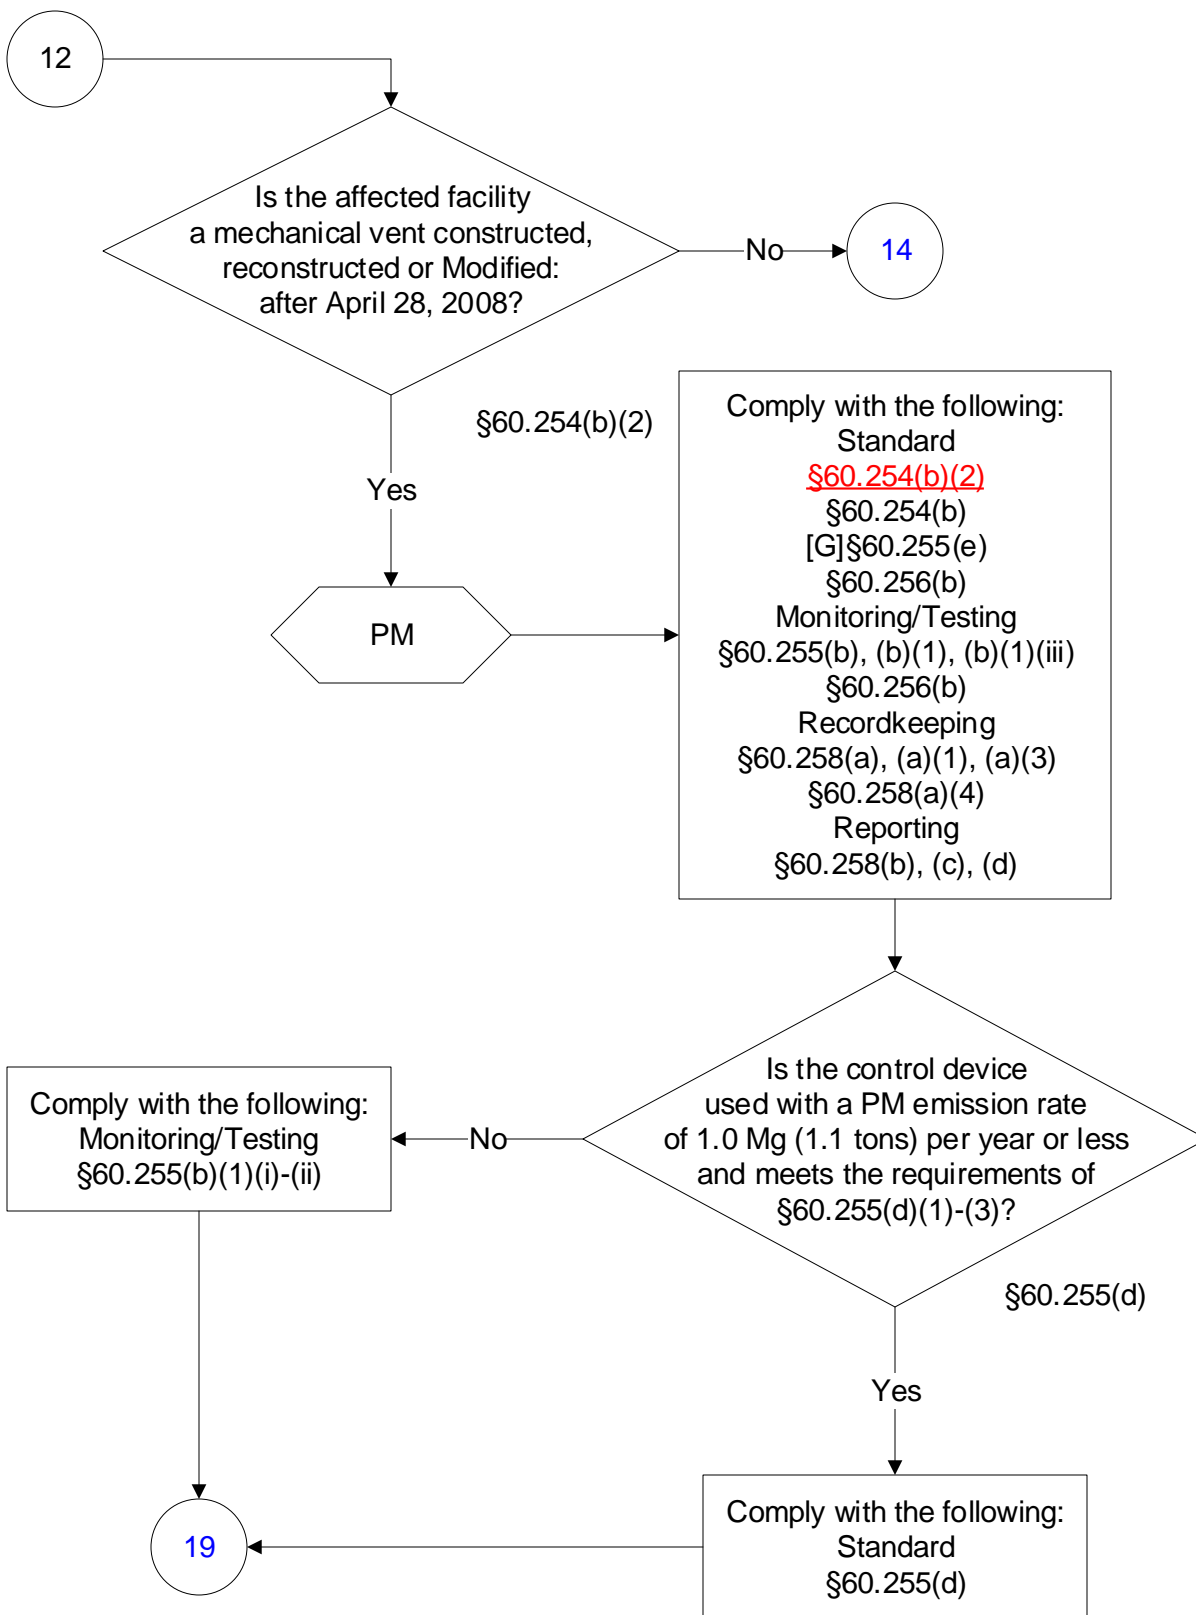 12
Is the affected facility
a mechanical vent constructed,
reconstructed or Modified:
after April 28, 2008?
No
14
§60.254(b)(2)
Yes
PM
Comply with the following:
Standard
§60.254(b)(2)
§60.254(b)
[G]§60.255(e)
§60.256(b)
Monitoring/Testing
§60.255(b), (b)(1), (b)(1)(iii)
§60.256(b)
Recordkeeping
§60.258(a), (a)(1), (a)(3)
§60.258(a)(4)
Reporting
§60.258(b), (c), (d)
Is the control device
used with a PM emission rate
of 1.0 Mg (1.1 tons) per year or less
and meets the requirements of
§60.255(d)(1)-(3)?
No
Comply with the following:
Monitoring/Testing
§60.255(b)(1)(i)-(ii)
§60.255(d)
Yes
Comply with the following:
Standard
§60.255(d)
19